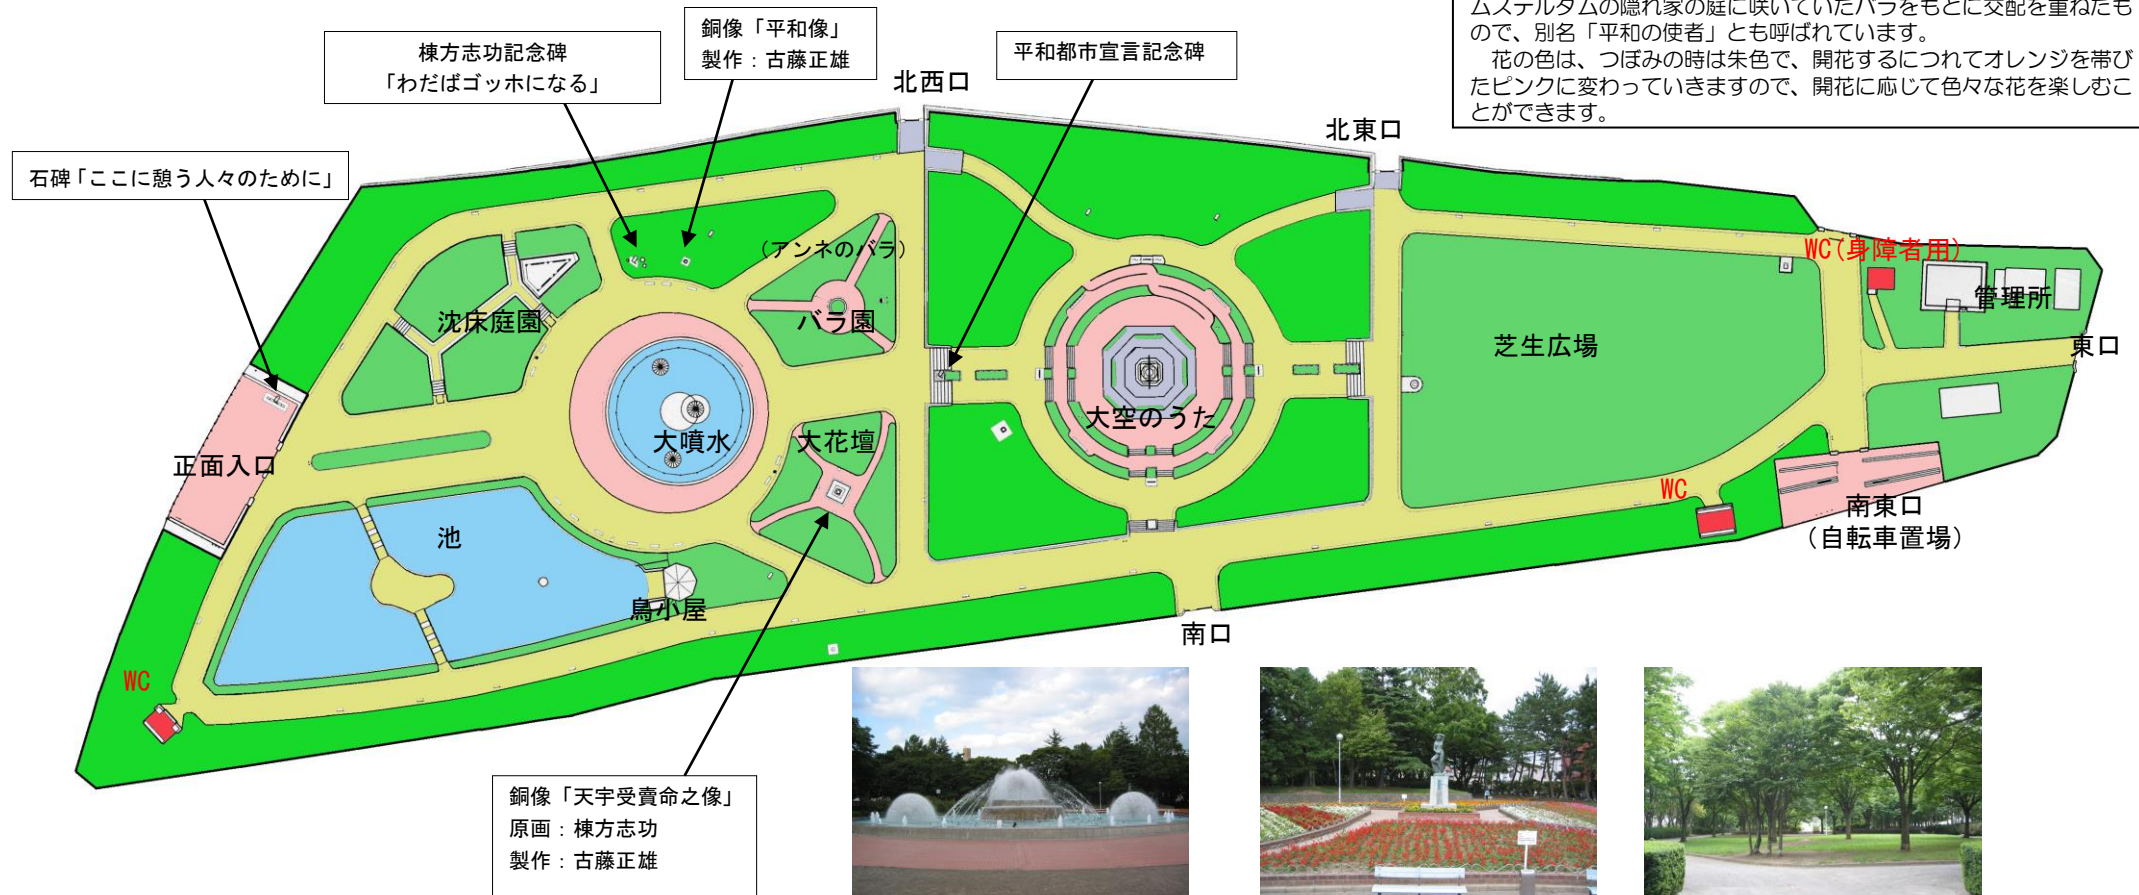 ムステルダムの隠れ家の庭に咲いていたバラをもとに交配を重ねたも
ので、別名「平和の使者」とも呼ばれています。
　花の色は、つぼみの時は朱色で、開花するにつれてオレンジを帯び
たピンクに変わっていきますので、開花に応じて色々な花を楽しむこ
とができます。
銅像「平和像」
製作：古藤正雄
棟方志功記念碑
「わだばゴッホになる」
平和都市宣言記念碑
北西口
北東口
石碑「ここに憩う人々のために」
（アンネのバラ）
WC(身障者用)
管理所
沈床庭園
バラ園
芝生広場
東口
大空のうた
大噴水
大花壇
正面入口
WC
南東口
（自転車置場）
池
鳥小屋
南口
WC
銅像「天宇受賣命之像」
原画：棟方志功
製作：古藤正雄